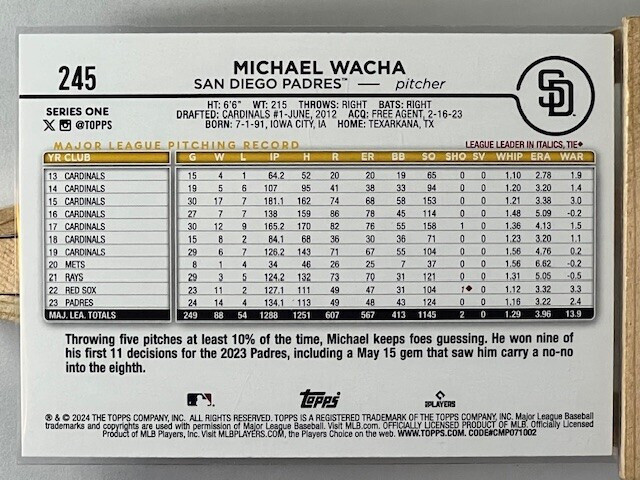 245
MICHAEL WACHA
SAN DIEGO PADRES™ — pitcher
SD
SERIES ONE
X @TOPPS
HT: 6'6" WT: 215 THROWS: RIGHT BATS: RIGHT
DRAFTED: CARDINALS #1-JUNE, 2012 ACQ: FREE AGENT, 2-16-23
BORN: 7-1-91, IOWA CITY, IA HOME: TEXARKANA, TX
MAJOR LEAGUE PITCHING RECORD LEAGUE LEADER IN ITALICS, TIE♦
YR CLUB G W L IP H R ER BB SO SHO SV WHIP ERA WAR
13 CARDINALS 15 4 1 64.2 52 20 20 19 65 0 0 1.10 2.78 1.9
14 CARDINALS 19 5 6 107 95 41 38 33 94 0 0 1.20 3.20 1.4
15 CARDINALS 30 17 7 181.1 162 74 68 58 153 0 0 1.21 3.38 3.0
16 CARDINALS 27 7 7 138 159 86 78 45 114 0 0 1.48 5.09 -0.2
17 CARDINALS 30 12 9 165.2 170 82 76 55 158 1 0 1.36 4.13 1.5
18 CARDINALS 15 8 2 84.1 68 36 30 36 71 0 0 1.23 3.20 1.1
19 CARDINALS 29 6 7 126.2 143 71 67 55 104 0 0 1.56 4.76 0.2
20 METS 8 1 4 34 46 26 25 7 37 0 0 1.56 6.62 -0.2
21 RAYS 29 3 5 124.2 132 73 70 31 121 0 0 1.31 5.05 -0.5
22 RED SOX 23 11 2 127.1 111 49 47 31 104 1♦ 0 1.12 3.32 3.3
23 PADRES 24 14 4 134.1 113 49 48 43 124 0 0 1.16 3.22 2.4
MAJ. LEA. TOTALS 249 88 54 1288 1251 607 567 413 1145 2 0 1.29 3.96 13.9
Throwing five pitches at least 10% of the time, Michael keeps foes guessing. He won nine of
his first 11 decisions for the 2023 Padres, including a May 15 gem that saw him carry a no-no
into the eighth.
Topps
PLAYERS
® & © 2024 THE TOPPS COMPANY, INC. ALL RIGHTS RESERVED. TOPPS IS A REGISTERED TRADEMARK OF THE TOPPS COMPANY, INC. Major League Baseball
trademarks and copyrights are used with permission of Major League Baseball. Visit MLB.com. OFFICIALLY LICENSED PRODUCT OF MLB. Officially Licensed
Product of MLB Players, Inc. Visit MLBPLAYERS.COM, the Players Choice on the web. WWW.TOPPS.COM. CODE#CMP071002